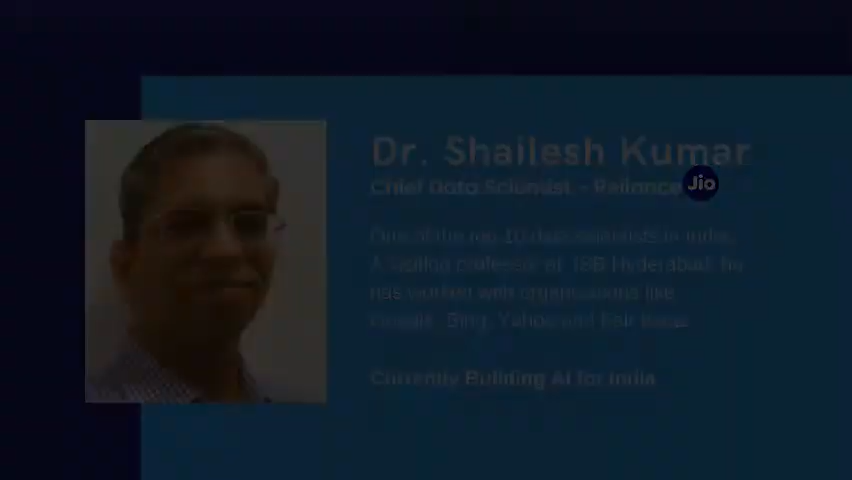 Dr. Shailesh Kumar
Chief Data Scientist - Reliance Jio
One of the top 10 data scientists in India.
A visiting professor at ISB Hyderabad, he
has worked with organisations like
Google, Bing, Yahoo and Fair Isaac
Currently Building AI for India